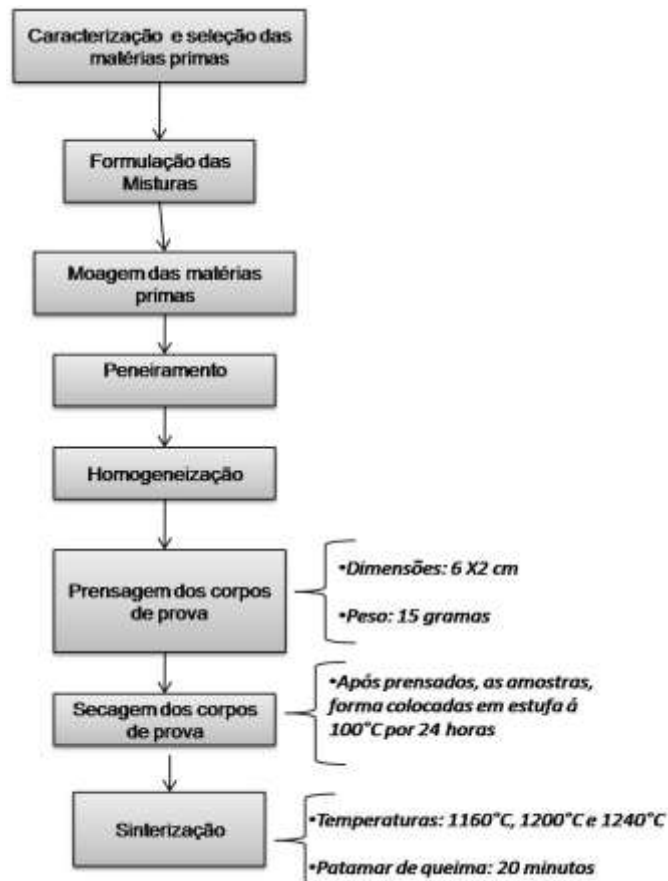 Caracterização e seleção das
matérias primas
Formulação das
Misturas
Moagem das matérias
primas
Peneiramento
Homogeneização
Prensagem dos corpos
de prova
•Dimensões: 6 X2 cm
•Peso: 15 gramas
Secagem dos corpos
de prova
•Após prensados, as amostras,
forma colocadas em estufa á
100°C por 24 horas
Sinterização
•Temperaturas: 1160°C, 1200°C e 1240°C
•Patamar de queima: 20 minutos